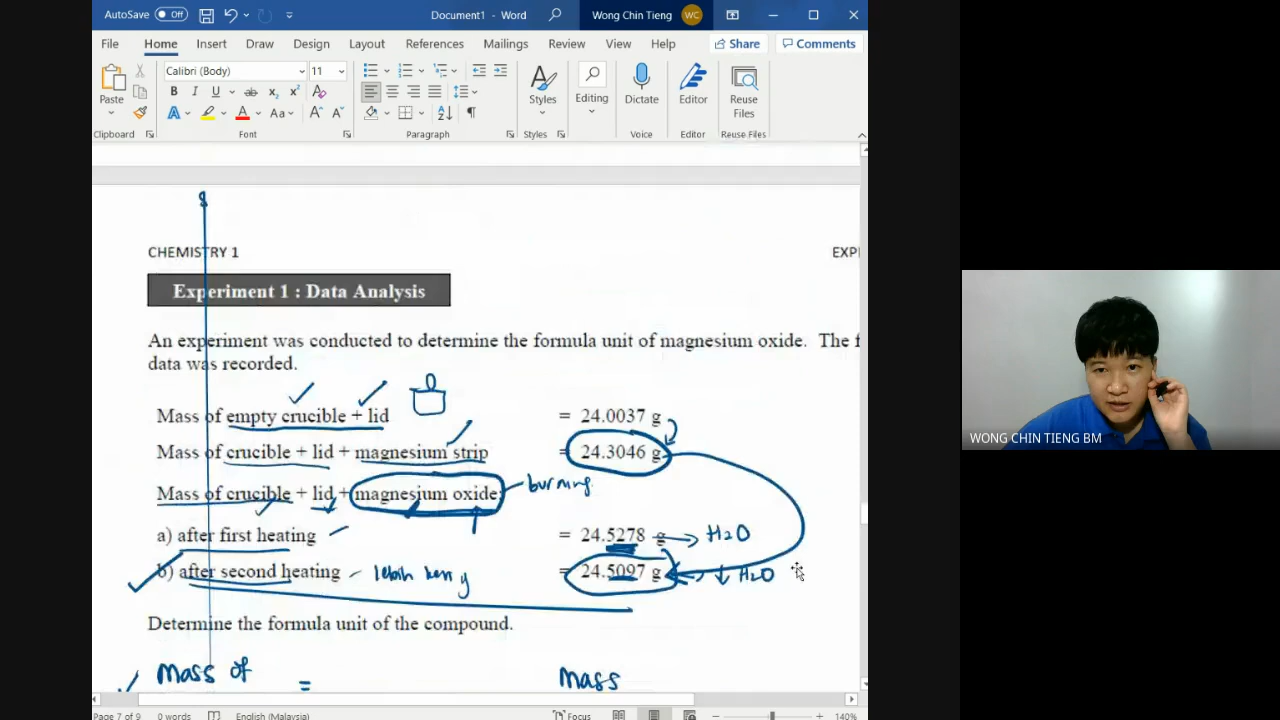 AutoSave Off Document1 - Word Wong Chin Tieng WC
File Home Insert Draw Design Layout References Mailings Review View Help Share Comments
Calibri (Body) 11
Paste
B I U ab x₂ x²
A A Aa A A
Styles Editing Dictate Editor Reuse Files
Clipboard Font Paragraph Styles Voice Editor Reuse Files
CHEMISTRY 1 EXPI
Experiment 1 : Data Analysis
An experiment was conducted to determine the formula unit of magnesium oxide. The f
data was recorded.
Mass of empty crucible + lid = 24.0037 g
Mass of crucible + lid + magnesium strip = 24.3046 g
Mass of crucible + lid + magnesium oxide: burning
a) after first heating = 24.5278 g → H2O
b) after second heating – lebih = 24.5097 g ↓ H2O
Determine the formula unit of the compound.
Mass of = Mass
Page 7 of 9 0 words English (Malaysia) Focus 140%
WONG CHIN TIENG BM